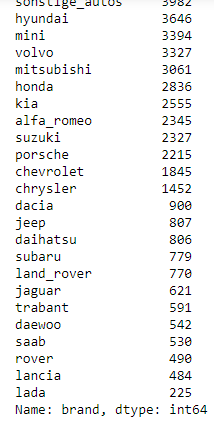 sonstige_autos 3982
hyundai 3646
mini 3394
volvo 3327
mitsubishi 3061
honda 2836
kia 2555
alfa_romeo 2345
suzuki 2327
porsche 2215
chevrolet 1845
chrysler 1452
dacia 900
jeep 807
daihatsu 806
subaru 779
land_rover 770
jaguar 621
trabant 591
daewoo 542
saab 530
rover 490
lancia 484
lada 225
Name: brand, dtype: int64